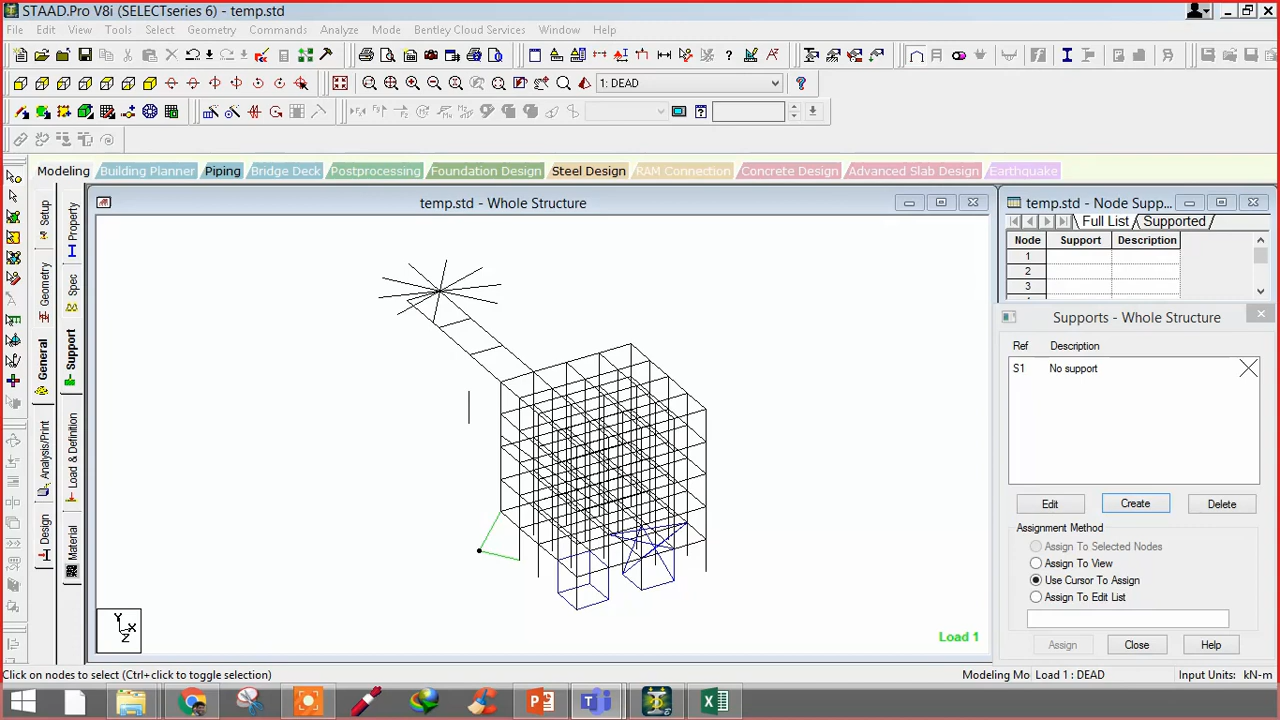 STAAD.Pro V8i (SELECTseries 6) - temp.std
File Edit View Tools Select Geometry Commands Analyze Mode Bentley Cloud Services Window Help
1: DEAD
Modeling Building Planner Piping Bridge Deck Postprocessing Foundation Design Steel Design RAM Connection Concrete Design Advanced Slab Design Earthquake
temp.std - Whole Structure
temp.std - Node Supp...
Full List Supported
Node Support Description
1
2
3
Setup
Geometry
General
Analysis/Print
Design
Property
Spec
Support
Load & Definition
Material
Supports - Whole Structure
Ref Description
S1 No support
Edit Create Delete
Assignment Method
Assign To Selected Nodes
Assign To View
Use Cursor To Assign
Assign To Edit List
Assign Close Help
Y
X
Z
Load 1
Click on nodes to select (Ctrl+click to toggle selection)
Modeling Mo Load 1 : DEAD Input Units: kN-m